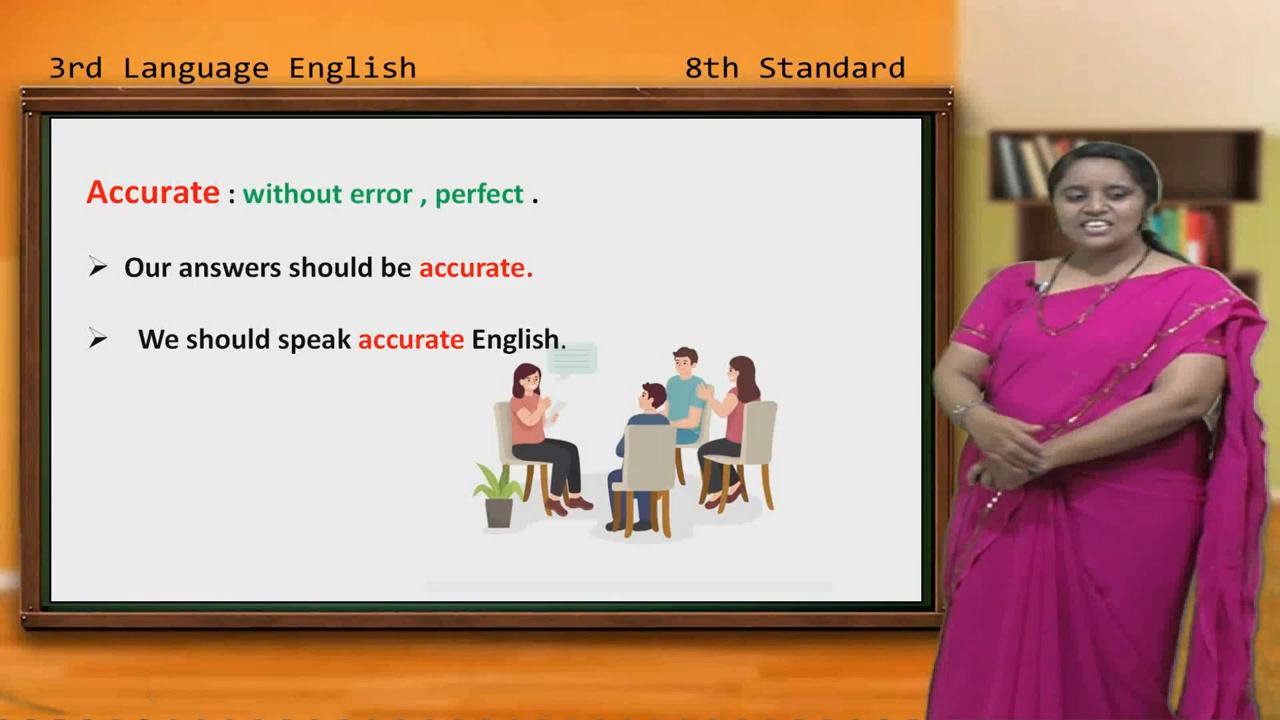 3rd Language English
8th Standard
Accurate : without error , perfect .
➢ Our answers should be accurate.
➢ We should speak accurate English.